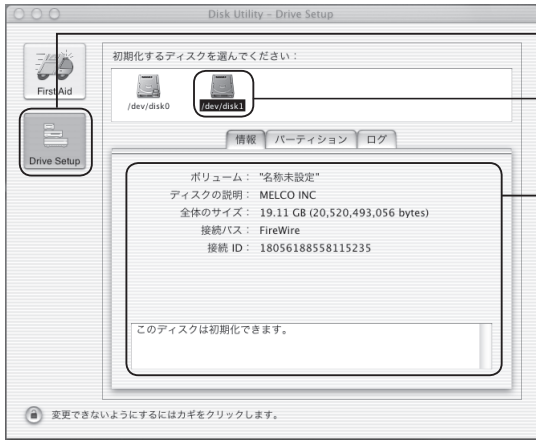 Disk Utility – Drive Setup
First Aid
Drive Setup
初期化するディスクを選んでください：
/dev/disk0
/dev/disk1
情報
パーティション
ログ
ボリューム： "名称未設定"
ディスクの説明： MELCO INC
全体のサイズ： 19.11 GB (20,520,493,056 bytes)
接続バス： FireWire
接続 ID： 18056188558115235
このディスクは初期化できます。
変更できないようにするにはカギをクリックします。